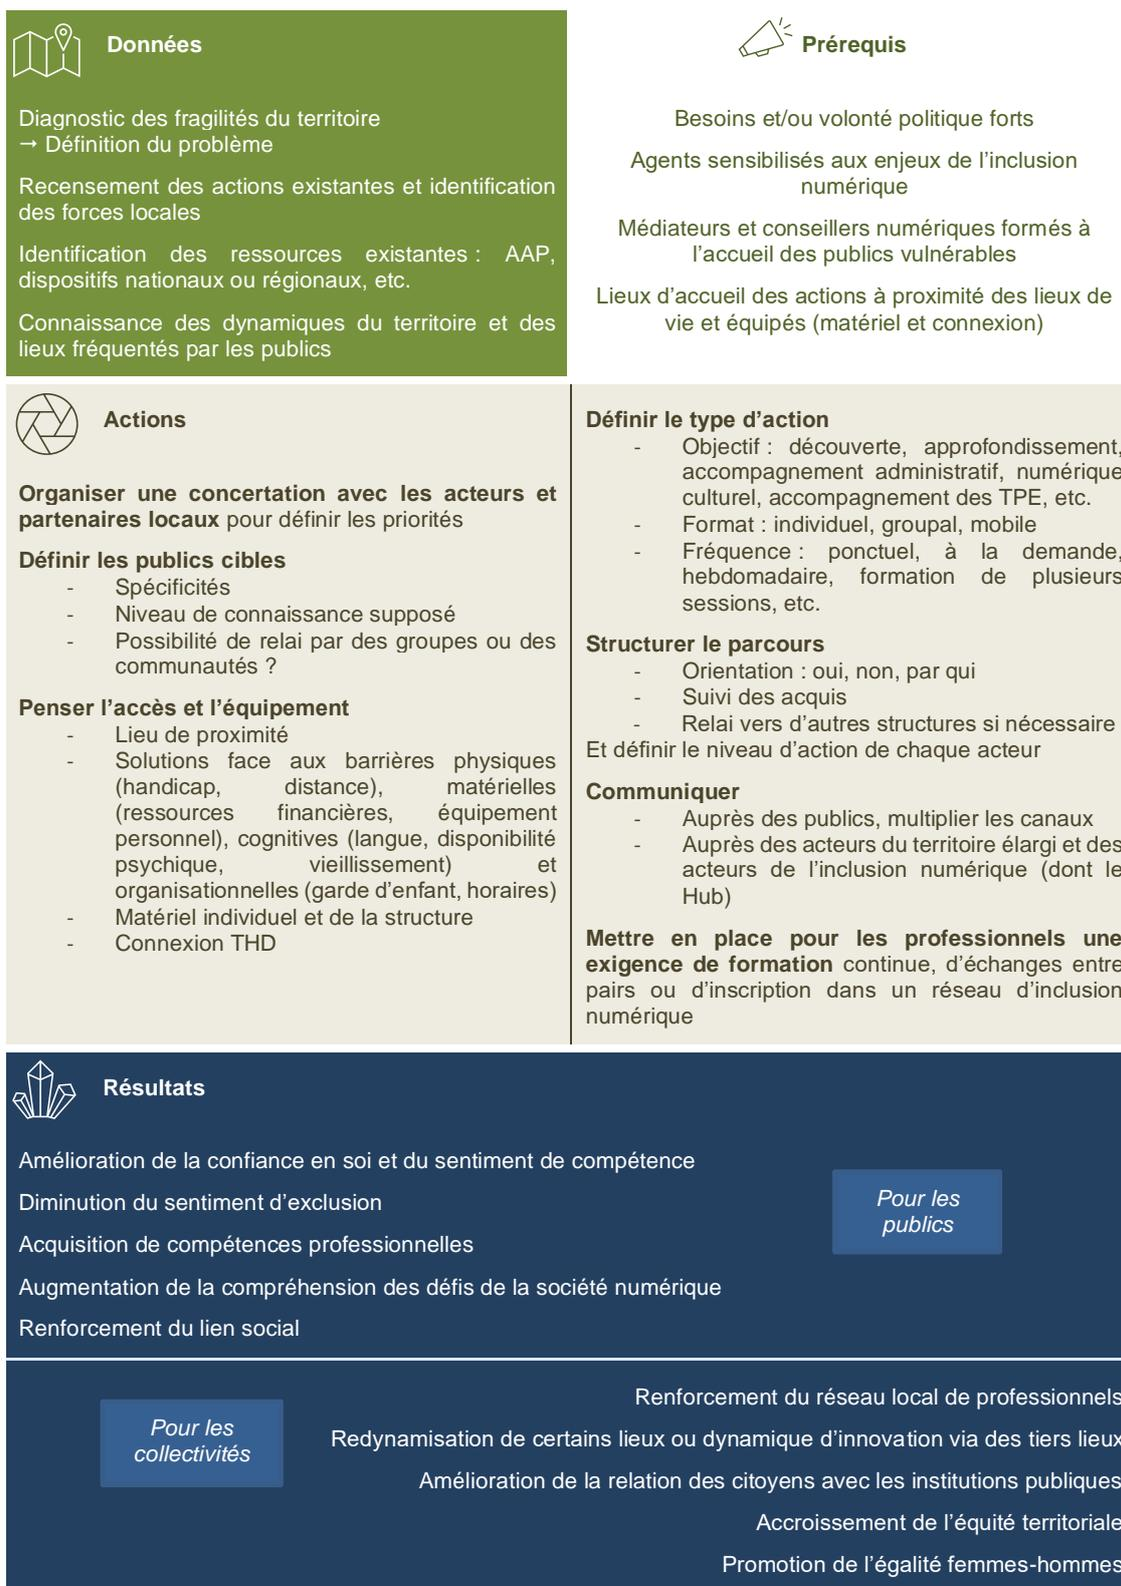 Données
Diagnostic des fragilités du territoire
→ Définition du problème
Recensement des actions existantes et identification
des forces locales
Identification des ressources existantes : AAP,
dispositifs nationaux ou régionaux, etc.
Connaissance des dynamiques du territoire et des
lieux fréquentés par les publics
Prérequis
Besoins et/ou volonté politique forts
Agents sensibilisés aux enjeux de l’inclusion
numérique
Médiateurs et conseillers numériques formés à
l’accueil des publics vulnérables
Lieux d’accueil des actions à proximité des lieux de
vie et équipés (matériel et connexion)
Actions
Organiser une concertation avec les acteurs et
partenaires locaux pour définir les priorités
Définir les publics cibles
- Spécificités
- Niveau de connaissance supposé
- Possibilité de relai par des groupes ou des
communautés ?
Penser l’accès et l’équipement
- Lieu de proximité
- Solutions face aux barrières physiques
(handicap, distance), matérielles
(ressources financières, équipement
personnel), cognitives (langue, disponibilité
psychique, vieillissement) et
organisationnelles (garde d’enfant, horaires)
- Matériel individuel et de la structure
- Connexion THD
Définir le type d’action
- Objectif : découverte, approfondissement,
accompagnement administratif, numérique
culturel, accompagnement des TPE, etc.
- Format : individuel, groupal, mobile
- Fréquence : ponctuel, à la demande,
hebdomadaire, formation de plusieurs
sessions, etc.
Structurer le parcours
- Orientation : oui, non, par qui
- Suivi des acquis
- Relai vers d’autres structures si nécessaire
Et définir le niveau d’action de chaque acteur
Communiquer
- Auprès des publics, multiplier les canaux
- Auprès des acteurs du territoire élargi et des
acteurs de l’inclusion numérique (dont le
Hub)
Mettre en place pour les professionnels une
exigence de formation continue, d’échanges entre
pairs ou d’inscription dans un réseau d’inclusion
numérique
Résultats
Amélioration de la confiance en soi et du sentiment de compétence
Diminution du sentiment d’exclusion
Acquisition de compétences professionnelles
Augmentation de la compréhension des défis de la société numérique
Renforcement du lien social
Pour les
publics
Pour les
collectivités
Renforcement du réseau local de professionnels
Redynamisation de certains lieux ou dynamique d’innovation via des tiers lieux
Amélioration de la relation des citoyens avec les institutions publiques
Accroissement de l’équité territoriale
Promotion de l’égalité femmes-hommes